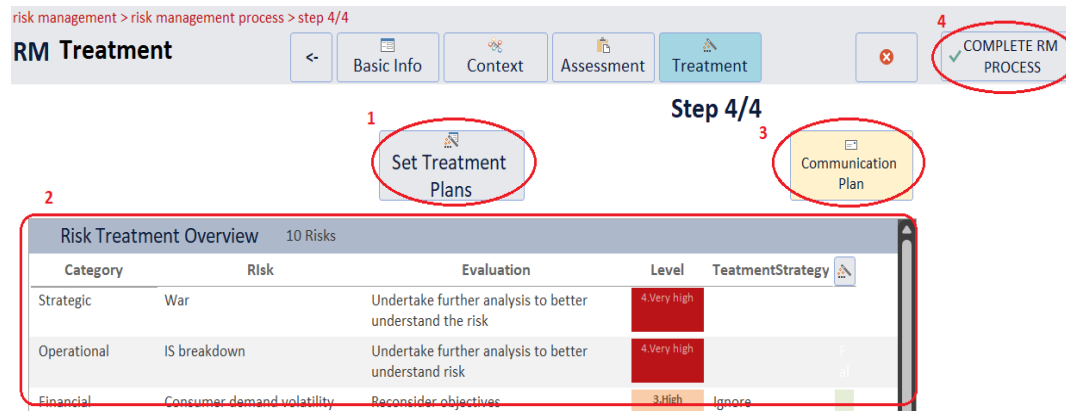 risk management > risk management process > step 4/4
4
RM Treatment
<-
Basic Info
Context
Assessment
Treatment
COMPLETE RM
PROCESS
Step 4/4
1
3
Set Treatment
Plans
Communication
Plan
2
Risk Treatment Overview 10 Risks
Category RIsk Evaluation Level TeatmentStrategy
Strategic War Undertake further analysis to better 4.Very high
understand the risk
Operational IS breakdown Undertake further analysis to better 4.Very high F
understand risk al
Financial Consumer demand volatility Reconsider objectives 3.High Ignore